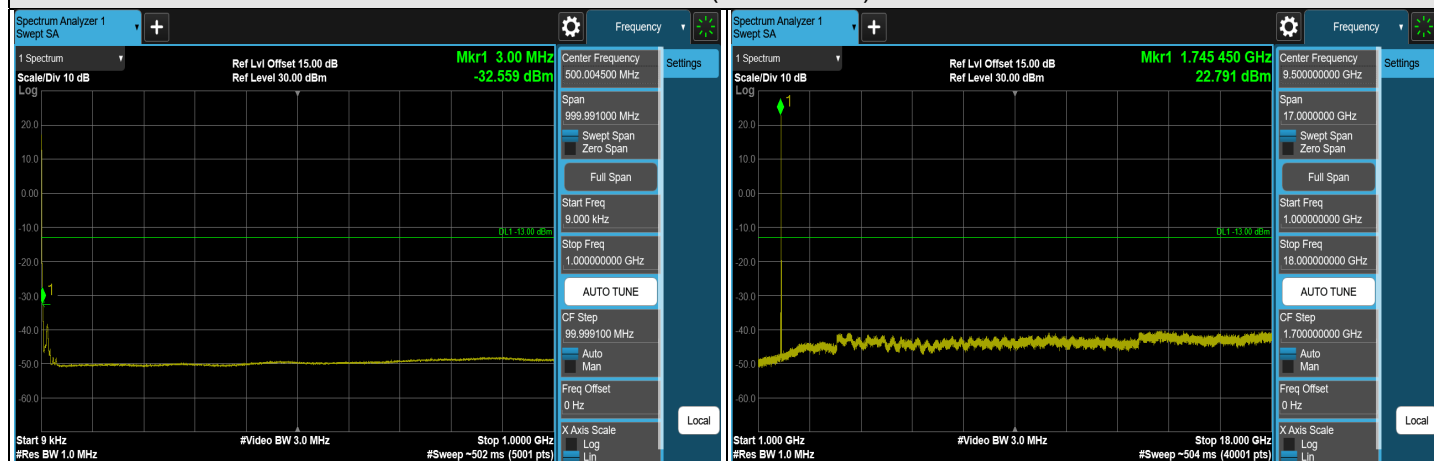 Spectrum Analyzer 1
Swept SA
+
Frequency
1 Spectrum
Scale/Div 10 dB
Log
Ref Lvl Offset 15.00 dB
Ref Level 30.00 dBm
Mkr1 3.00 MHz
-32.559 dBm
1
20.0
10.0
0.00
-10.0
DL1 -13.00 dBm
-20.0
-30.0
1
-40.0
-50.0
-60.0
Start 9 kHz
#Res BW 1.0 MHz
#Video BW 3.0 MHz
Stop 1.0000 GHz
#Sweep ~502 ms (5001 pts)
Center Frequency
500.004500 MHz
Settings
Span
999.991000 MHz
Swept Span
Zero Span
Full Span
Start Freq
9.000 kHz
Stop Freq
1.000000000 GHz
AUTO TUNE
CF Step
99.999100 MHz
Auto
Man
Freq Offset
0 Hz
X Axis Scale
Log
Lin
Local
Spectrum Analyzer 1
Swept SA
+
Frequency
1 Spectrum
Scale/Div 10 dB
Log
Ref Lvl Offset 15.00 dB
Ref Level 30.00 dBm
Mkr1 1.745 450 GHz
22.791 dBm
1
20.0
10.0
0.00
-10.0
DL1 -13.00 dBm
-20.0
-30.0
-40.0
-50.0
-60.0
Start 1.000 GHz
#Res BW 1.0 MHz
#Video BW 3.0 MHz
Stop 18.000 GHz
#Sweep ~504 ms (40001 pts)
Center Frequency
9.500000000 GHz
Settings
Span
17.0000000 GHz
Swept Span
Zero Span
Full Span
Start Freq
1.000000000 GHz
Stop Freq
18.000000000 GHz
AUTO TUNE
CF Step
1.700000000 GHz
Auto
Man
Freq Offset
0 Hz
X Axis Scale
Log
Lin
Local